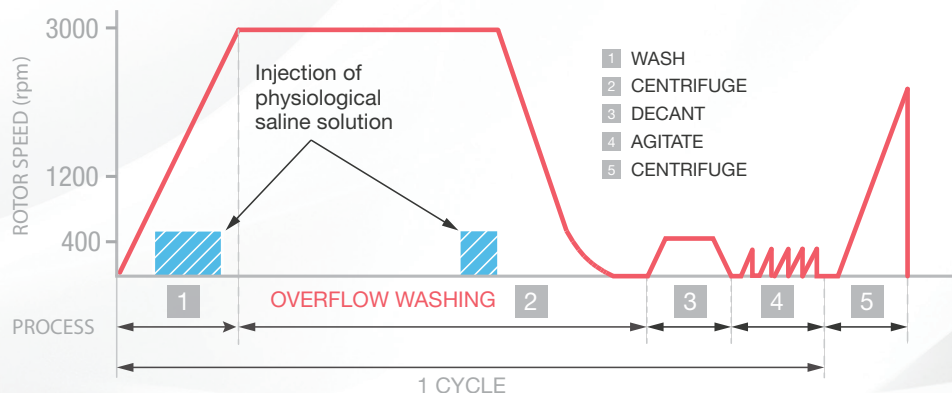 3000
1200
400
ROTOR SPEED (rpm)
Injection of
physiological
saline solution
1 WASH
2 CENTRIFUGE
3 DECANT
4 AGITATE
5 CENTRIFUGE
OVERFLOW WASHING
1
2
3
4
5
PROCESS
1 CYCLE